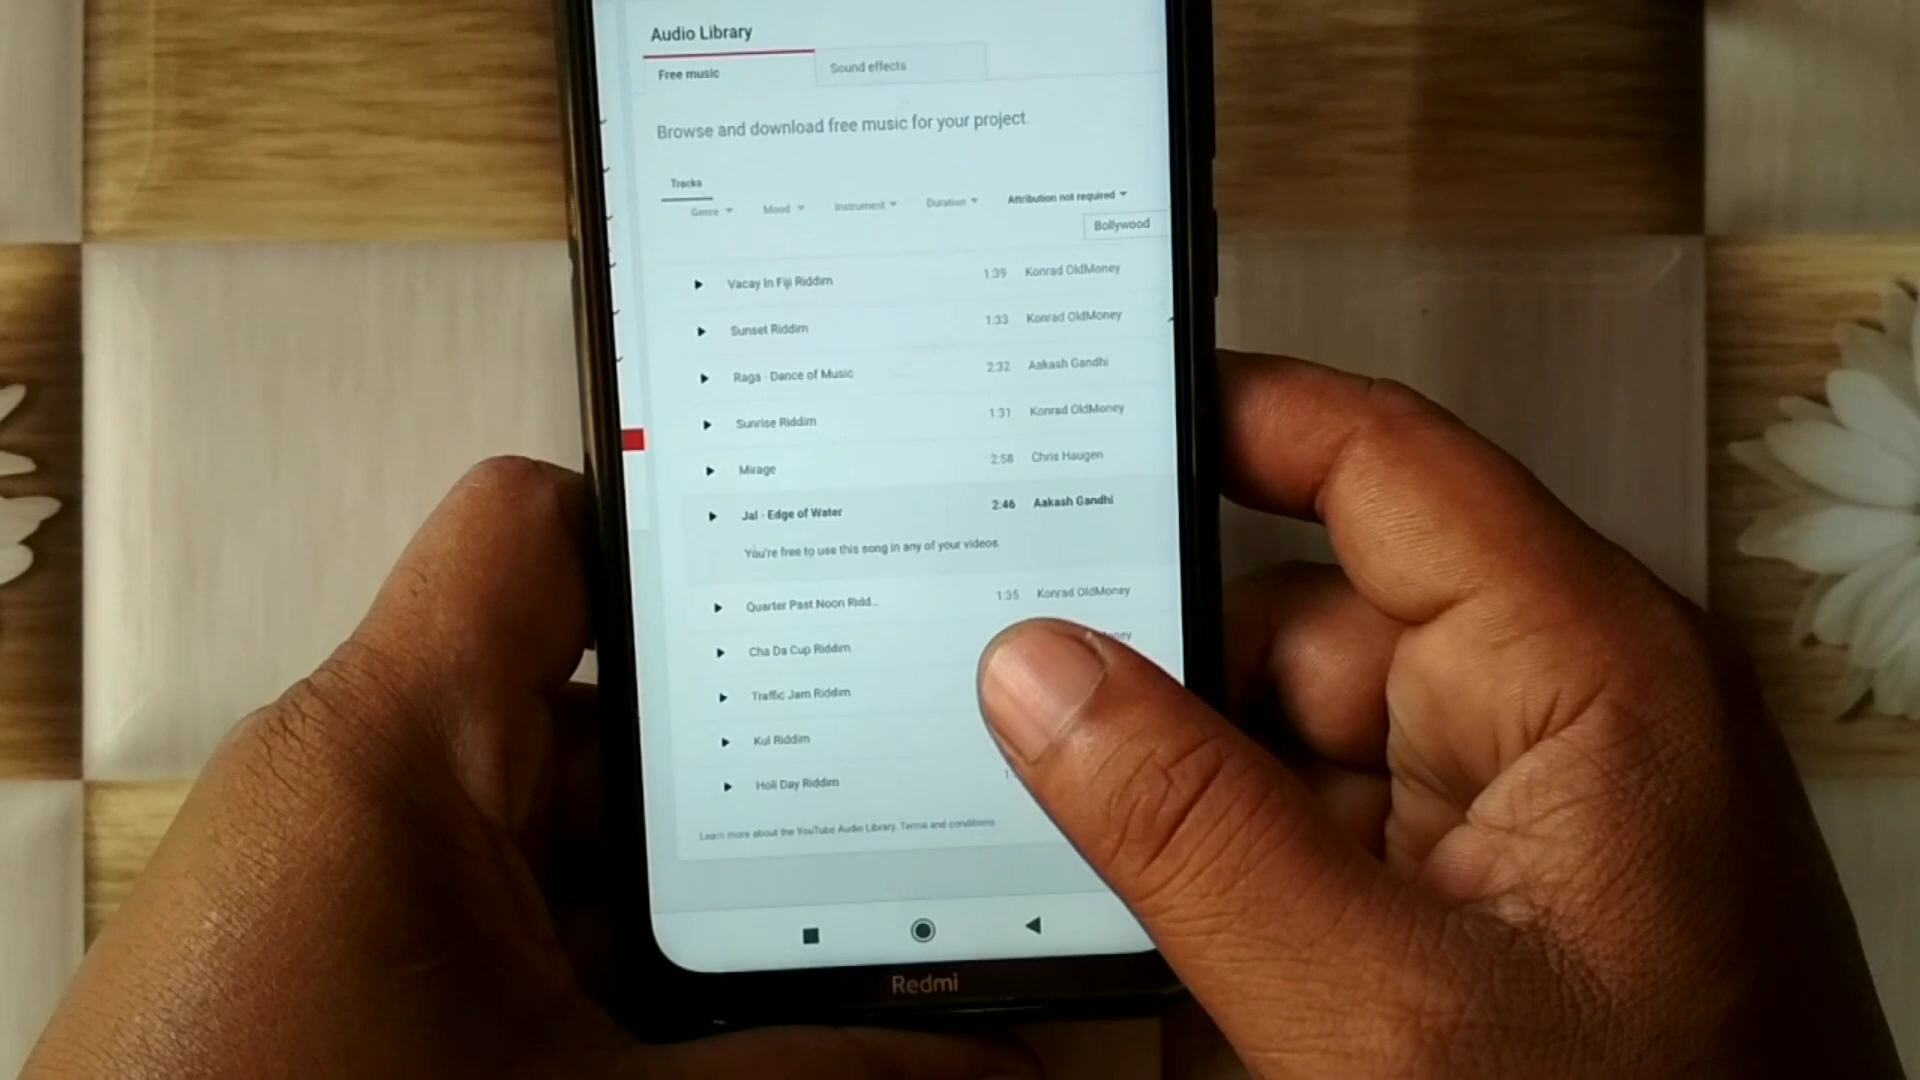 Audio Library
Free music
Sound effects
Browse and download free music for your project.
Tracks
Genre Mood Instrument Duration Attribution not required
Bollywood
Vacay In Fiji Riddim 1:39 Konrad OldMoney
Sunset Riddim 1:33 Konrad OldMoney
Raga - Dance of Music 2:32 Aakash Gandhi
Sunrise Riddim 1:31 Konrad OldMoney
Mirage 2:58 Chris Haugen
Jal - Edge of Water 2:46 Aakash Gandhi
You're free to use this song in any of your videos.
Quarter Past Noon Ridd... 1:35 Konrad OldMoney
Cha Da Cup Riddim
Traffic Jam Riddim
Kul Riddim
Holi Day Riddim
Learn more about the YouTube Audio Library. Terms and conditions
Redmi